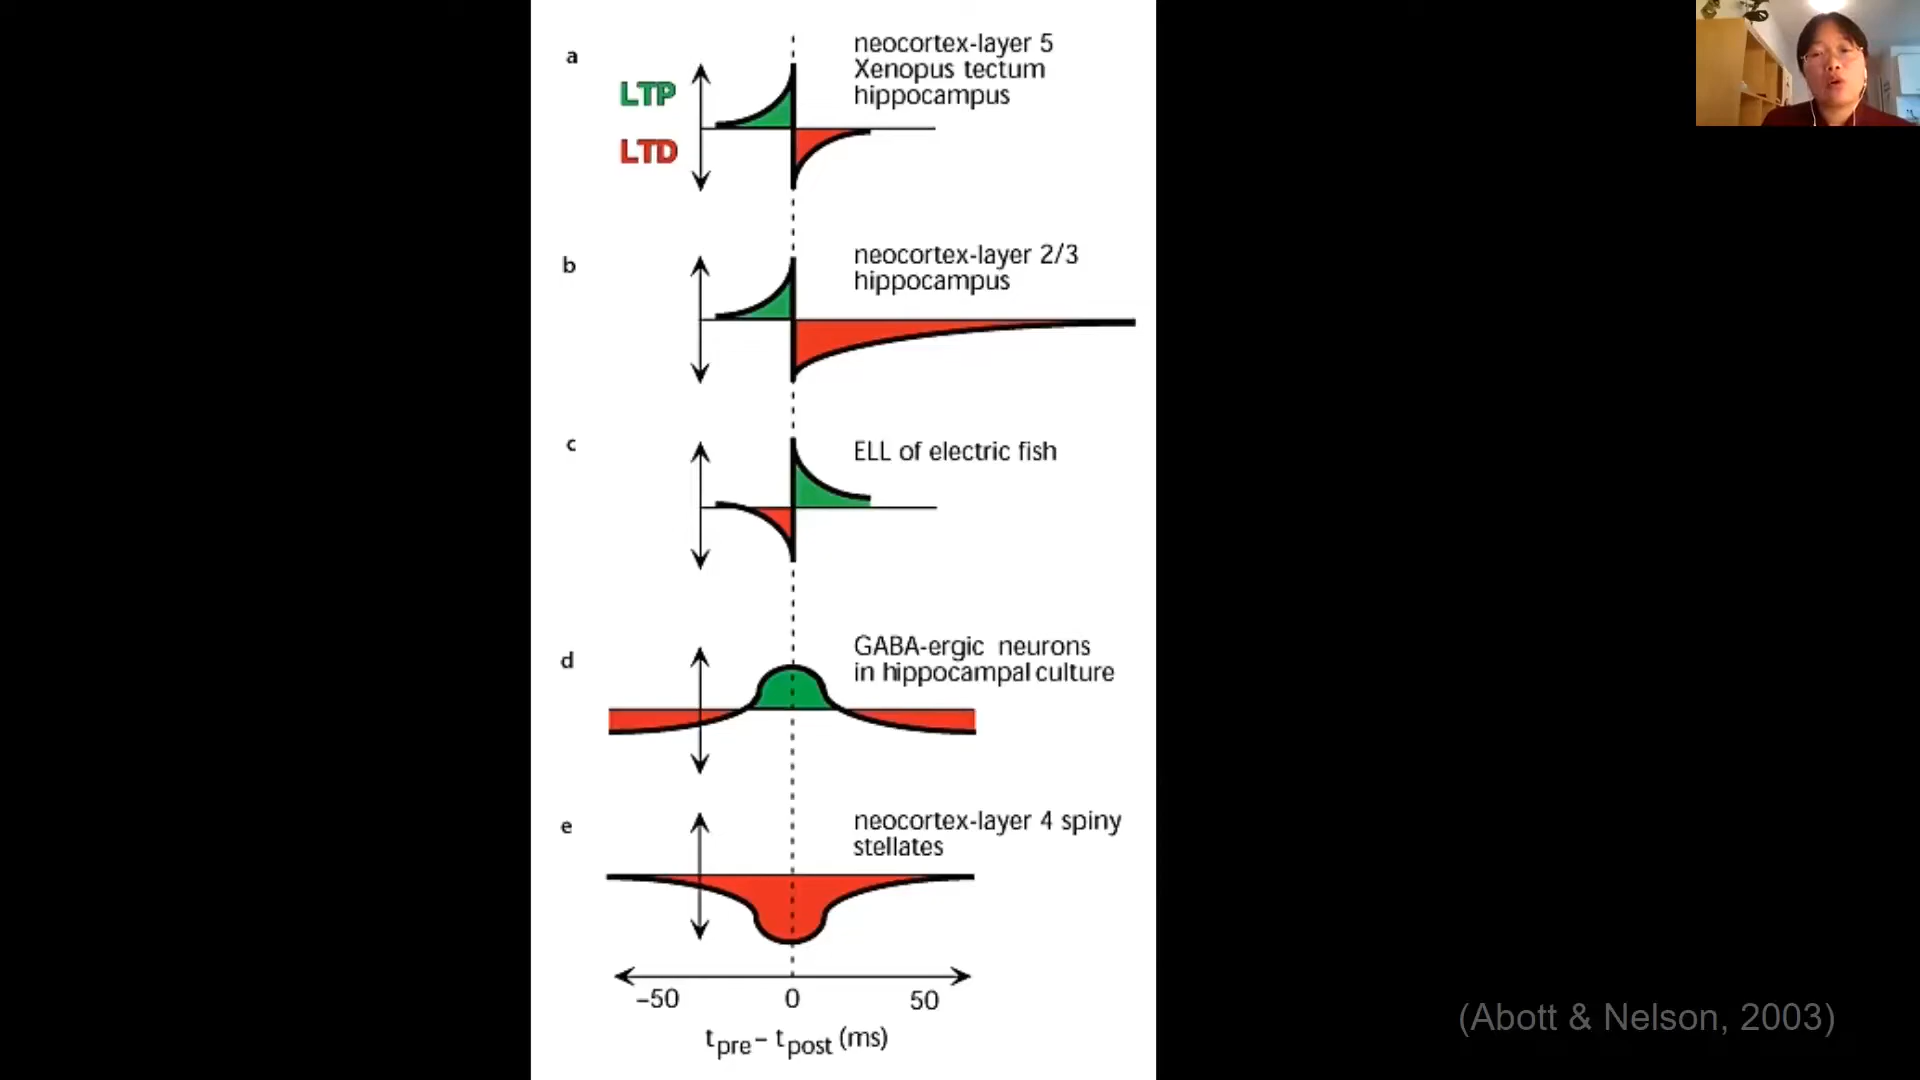 a
neocortex-layer 5
Xenopus tectum
hippocampus
LTP
LTD
b
neocortex-layer 2/3
hippocampus
c
ELL of electric fish
d
GABA-ergic neurons
in hippocampal culture
e
neocortex-layer 4 spiny
stellates
–50 0 50
tpre – tpost (ms)
(Abott & Nelson, 2003)